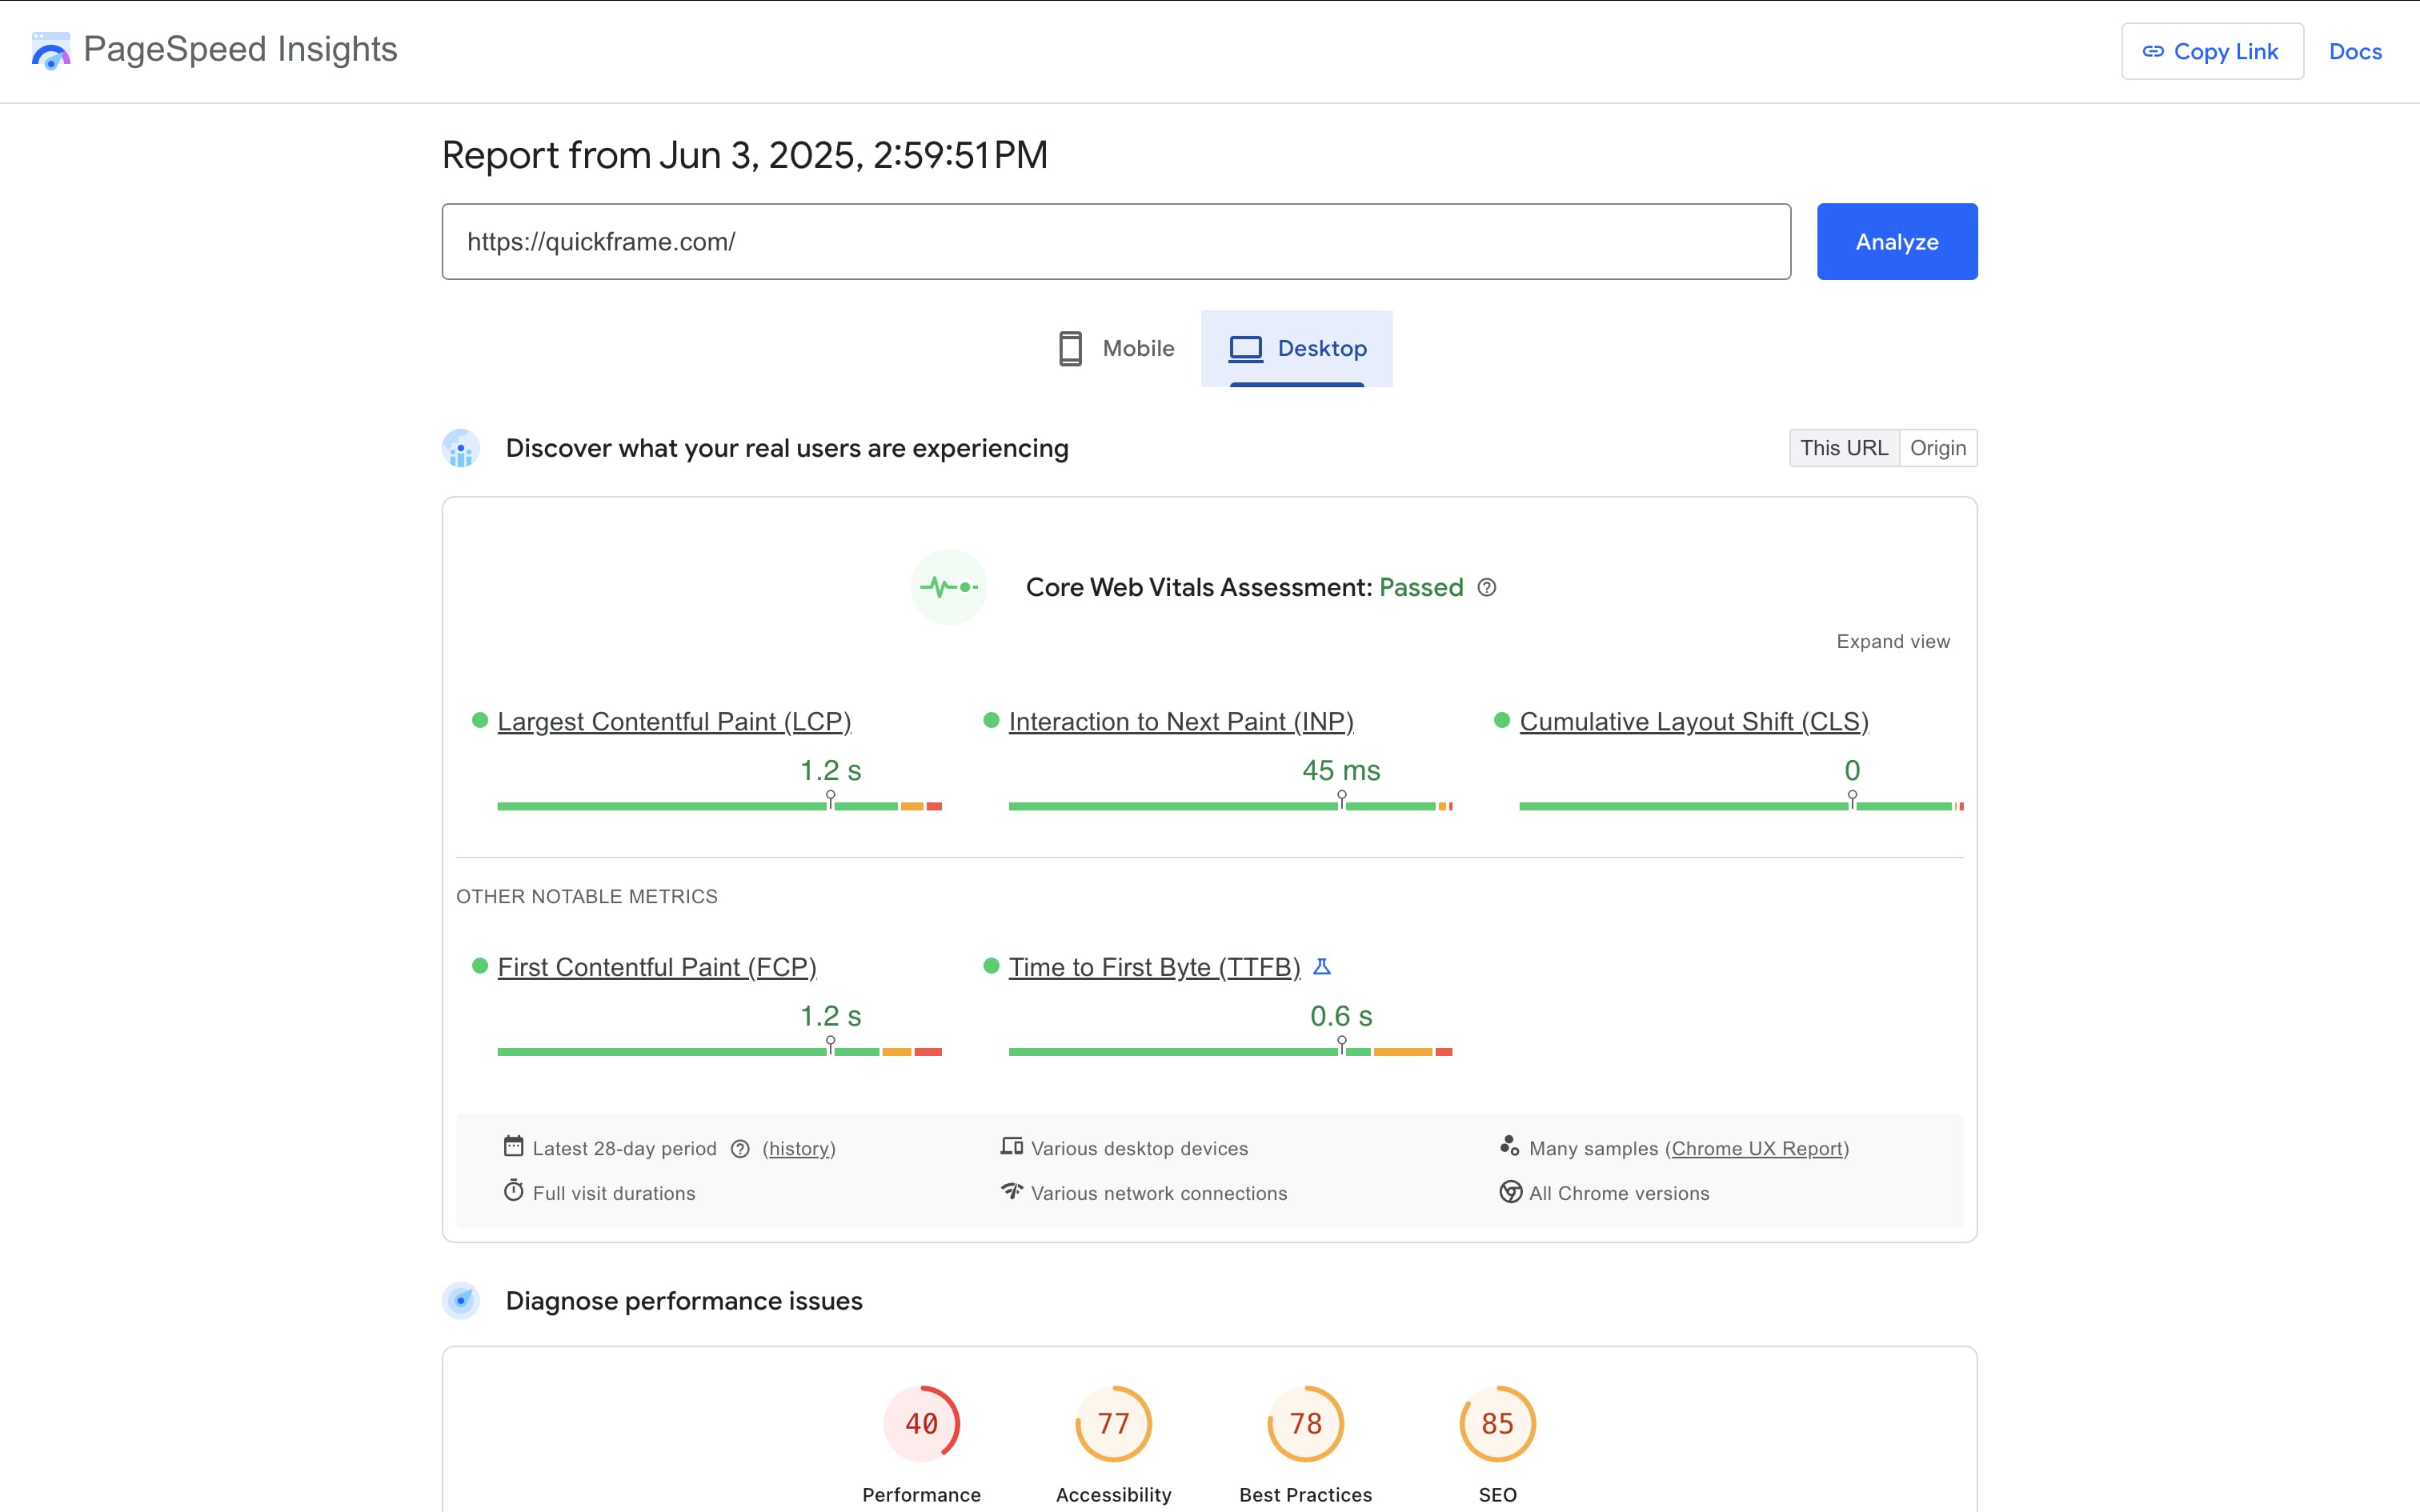 PageSpeed Insights
Copy Link
Docs
Report from Jun 3, 2025, 2:59:51 PM
https://quickframe.com/
Analyze
Mobile
Desktop
Discover what your real users are experiencing
This URL
Origin
Core Web Vitals Assessment: Passed
Expand view
Largest Contentful Paint (LCP)
1.2 s
Interaction to Next Paint (INP)
45 ms
Cumulative Layout Shift (CLS)
0
OTHER NOTABLE METRICS
First Contentful Paint (FCP)
1.2 s
Time to First Byte (TTFB)
0.6 s
Latest 28-day period (history)
Various desktop devices
Many samples (Chrome UX Report)
Full visit durations
Various network connections
All Chrome versions
Diagnose performance issues
40
Performance
77
Accessibility
78
Best Practices
85
SEO